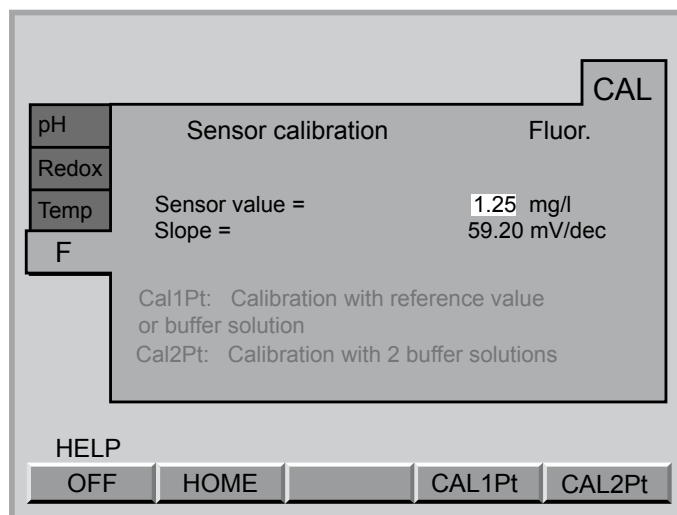 CAL
pH
Sensor calibration Fluor.
Redox
Temp
Sensor value = 1.25 mg/l
Slope = 59.20 mV/dec
F
Cal1Pt: Calibration with reference value
or buffer solution
Cal2Pt: Calibration with 2 buffer solutions
HELP
OFF HOME CAL1Pt CAL2Pt